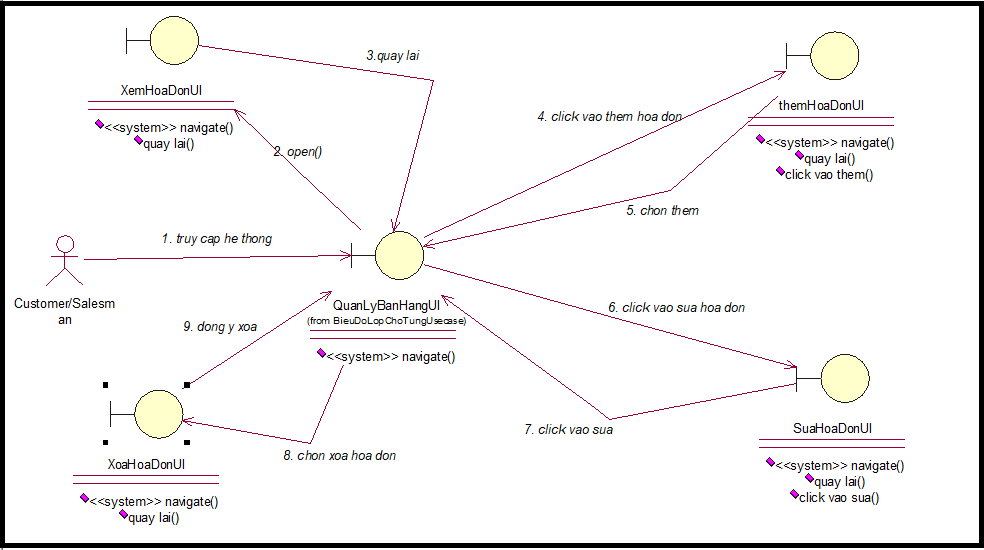 3.quay lai
XemHoaDonUI
<<system>> navigate()
quay lai()
2. open()
4. click vao them hoa don
themHoaDonUI
<<system>> navigate()
quay lai()
click vao them()
5. chon them
1. truy cap he thong
Customer/Salesm
an
QuanLyBanHangUI
(from BieuDoLopChoTungUsecase)
<<system>> navigate()
6. click vao sua hoa don
9. dong y xoa
7. click vao sua
SuaHoaDonUI
<<system>> navigate()
quay lai()
click vao sua()
8. chon xoa hoa don
XoaHoaDonUI
<<system>> navigate()
quay lai()